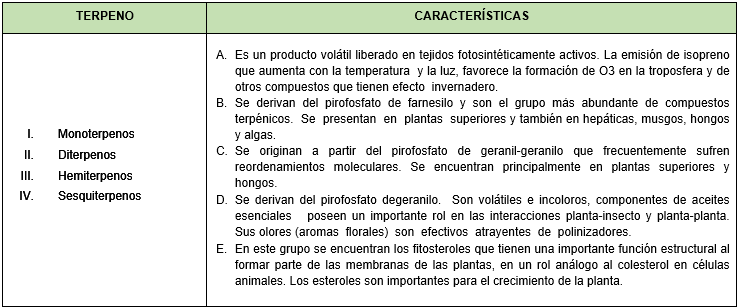 TERPENO
CARACTERÍSTICAS
I. Monoterpenos
II. Diterpenos
III. Hemiterpenos
IV. Sesquiterpenos
A. Es un producto volátil liberado en tejidos fotosintéticamente activos. La emisión de isopreno
que aumenta con la temperatura y la luz, favorece la formación de O3 en la troposfera y de
otros compuestos que tienen efecto invernadero.
B. Se derivan del pirofosfato de farnesilo y son el grupo más abundante de compuestos
terpénicos. Se presentan en plantas superiores y también en hepáticas, musgos, hongos
y algas.
C. Se originan a partir del pirofosfato de geranil-geranilo que frecuentemente sufren
reordenamientos moleculares. Se encuentran principalmente en plantas superiores y
hongos.
D. Se derivan del pirofosfato degeranilo. Son volátiles e incoloros, componentes de aceites
esenciales poseen un importante rol en las interacciones planta-insecto y planta-planta.
Sus olores (aromas florales) son efectivos atrayentes de polinizadores.
E. En este grupo se encuentran los fitosteroles que tienen una importante función estructural al
formar parte de las membranas de las plantas, en un rol análogo al colesterol en células
animales. Los esteroles son importantes para el crecimiento de la planta.